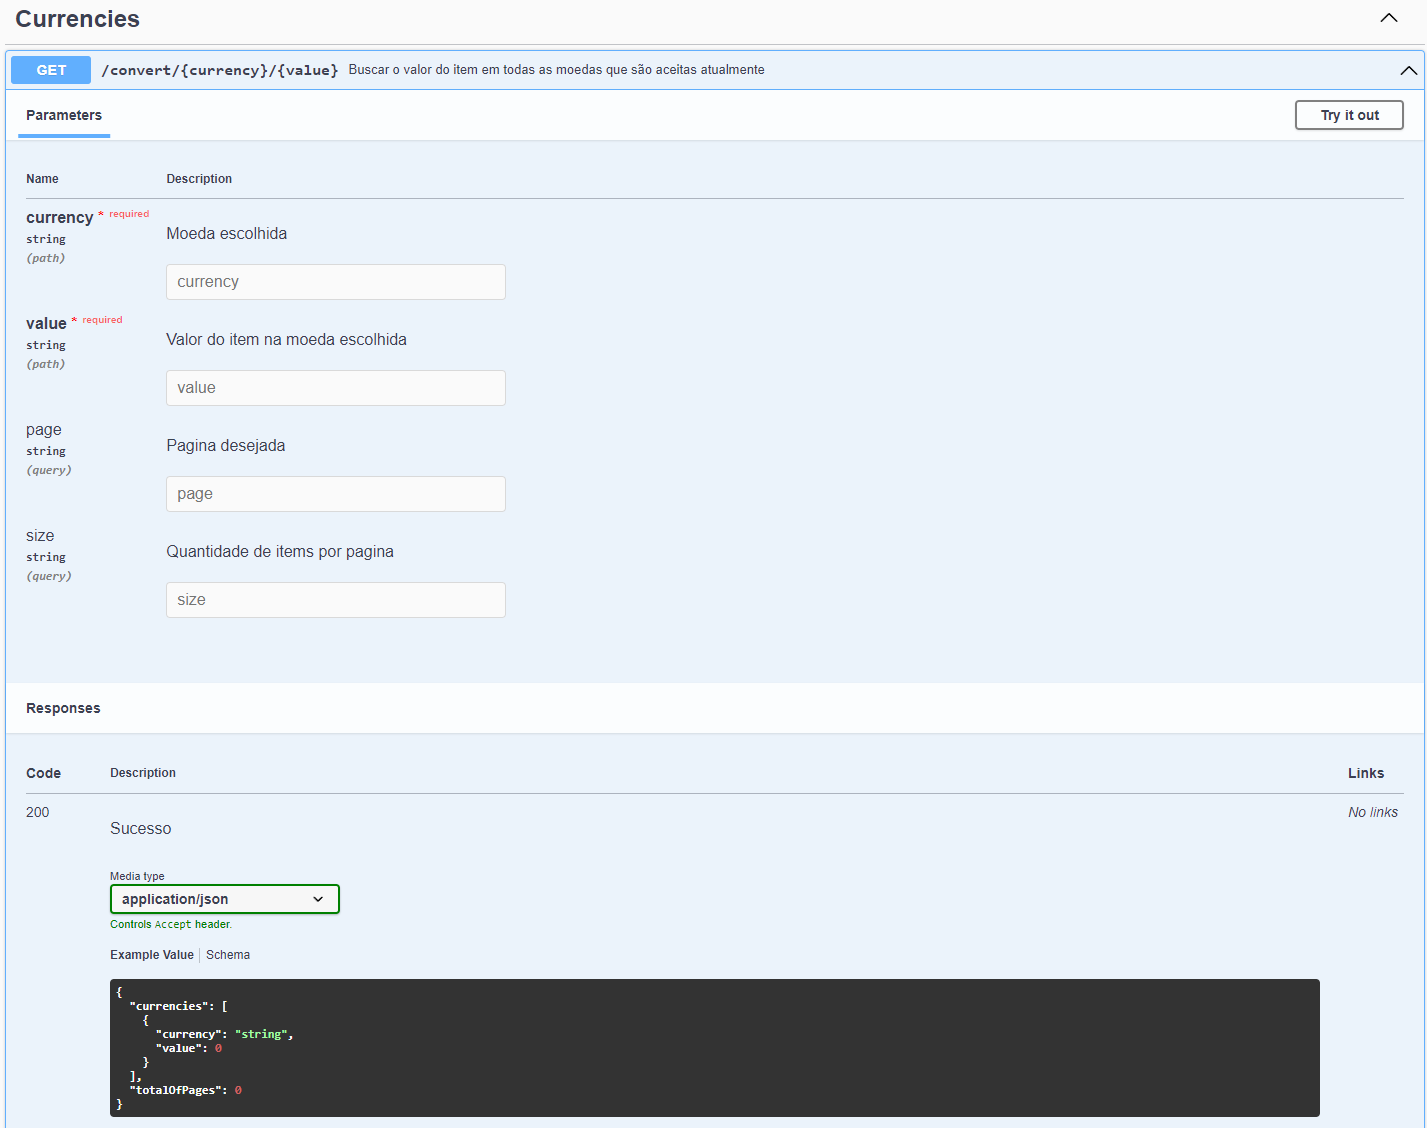 Currencies
GET /convert/{currency}/{value} Buscar o valor do item em todas as moedas que são aceitas atualmente
Parameters Try it out
Name Description
currency * required
string
(path)
Moeda escolhida
currency
value * required
string
(path)
Valor do item na moeda escolhida
value
page
string
(query)
Pagina desejada
page
size
string
(query)
Quantidade de items por pagina
size
Responses
Code Description Links
200 No links
Sucesso
Media type
application/json
Controls Accept header.
Example Value Schema
{
  "currencies": [
    {
      "currency": "string",
      "value": 0
    }
  ],
  "totalOfPages": 0
}